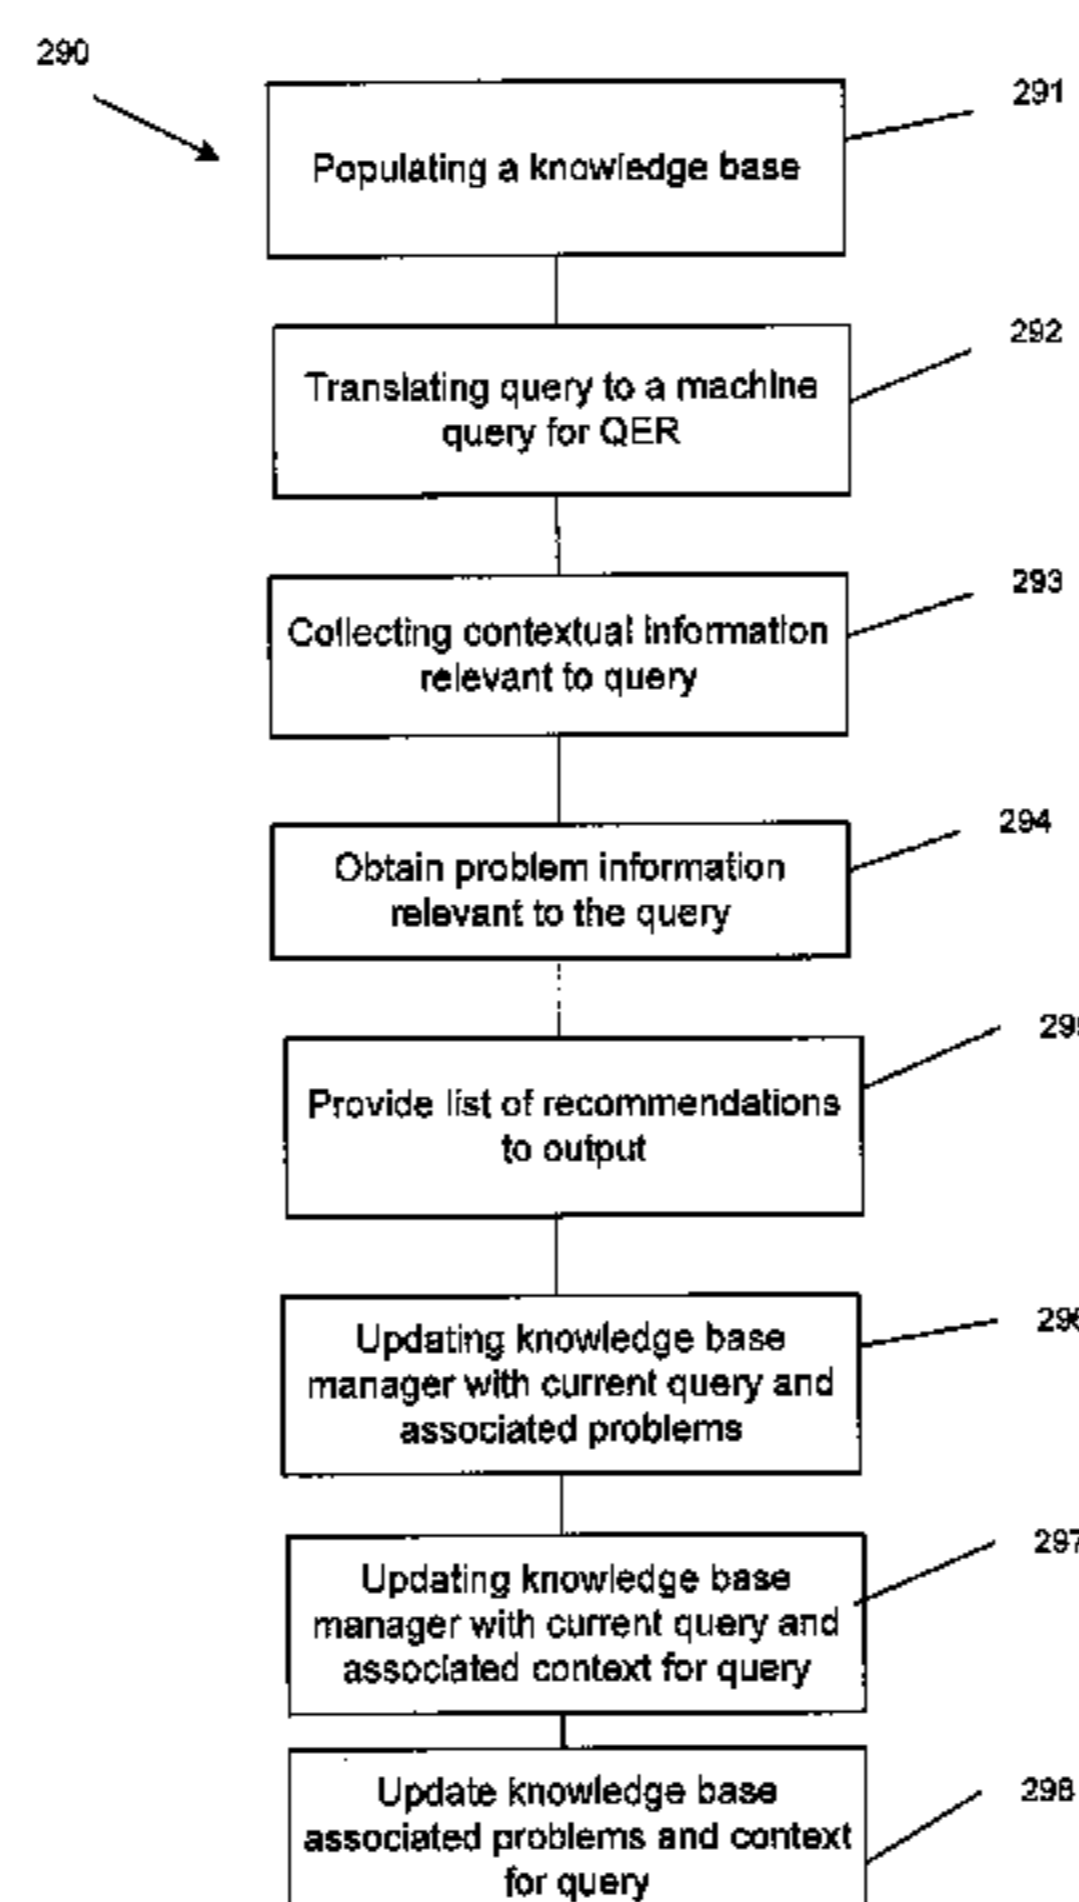 290
291
Populating a knowledge base
292
Translating query to a machine
query for QER
293
Collecting contextual information
relevant to query
294
Obtain problem information
relevant to the query
295
Provide list of recommendations
to output
296
Updating knowledge base
manager with current query and
associated problems
297
Updating knowledge base
manager with current query and
associated context for query
298
Update knowledge base
associated problems and context
for query